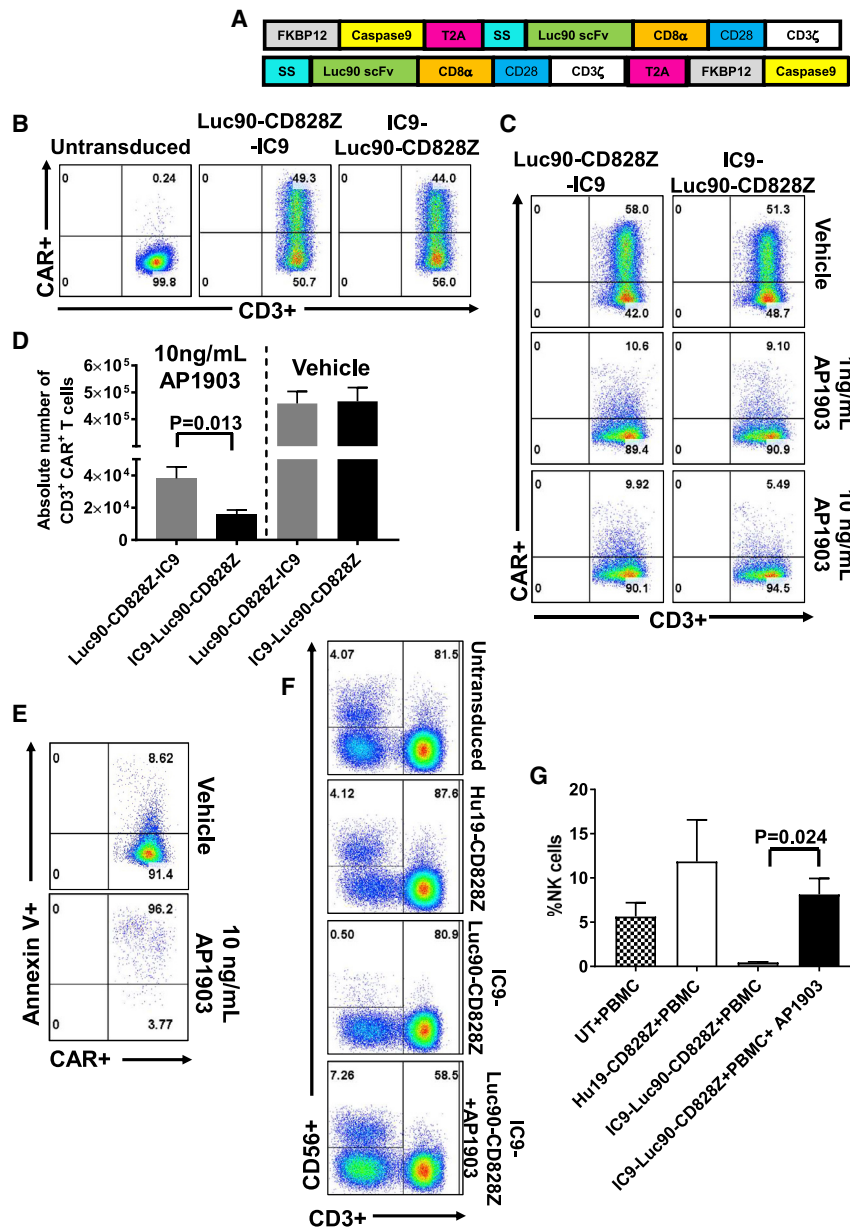 A
FKBP12 Caspase9 T2A SS Luc90 scFv CD8α CD28 CD3ζ
SS Luc90 scFv CD8α CD28 CD3ζ T2A FKBP12 Caspase9
B
Untransduced
Luc90-CD828Z
-IC9
IC9-
Luc90-CD828Z
0 0.24 0 49.3 0 44.0
0 99.8 0 50.7 0 56.0
CAR+
CD3+
C
Luc90-CD828Z
-IC9
IC9-
Luc90-CD828Z
0 58.0 0 51.3
0 42.0 0 48.7
Vehicle
0 10.6 0 9.10
0 89.4 0 90.9
1ng/mL
AP1903
0 9.92 0 5.49
0 90.1 0 94.5
10 ng/mL
AP1903
CAR+
CD3+
D
10ng/mL
AP1903
Vehicle
P=0.013
Absolute number of
CD3+ CAR+ T cells
6×10⁵
5×10⁵
4×10⁵
4×10⁴
2×10⁴
0
Luc90-CD828Z-IC9
IC9-Luc90-CD828Z
Luc90-CD828Z-IC9
IC9-Luc90-CD828Z
E
0 8.62
0 91.4
Vehicle
0 96.2
0 3.77
10 ng/mL
AP1903
Annexin V+
CAR+
F
4.07 81.5
Untransduced
4.12 87.6
Hu19-CD828Z
0.50 80.9
IC9-
Luc90-CD828Z
7.26 58.5
IC9-
Luc90-CD828Z
+AP1903
CD56+
CD3+
G
%NK cells
20
15
10
5
0
P=0.024
UT+PBMC
Hu19-CD828Z+PBMC
IC9-Luc90-CD828Z+PBMC
IC9-Luc90-CD828Z+PBMC+ AP1903